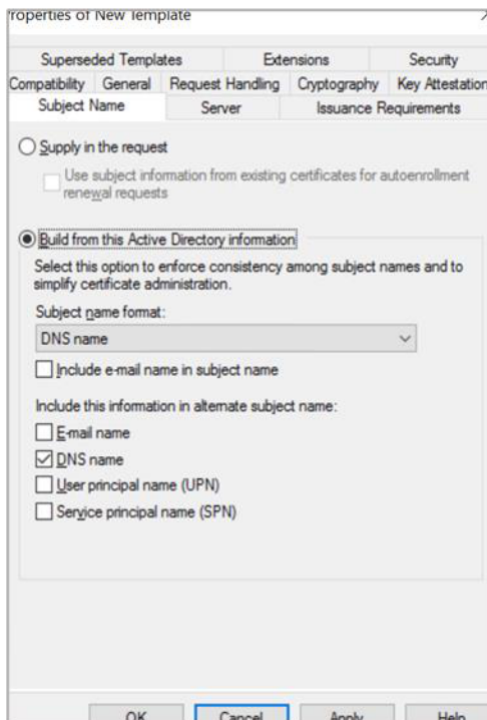 roperties of New Template
Superseded Templates Extensions Security
Compatibility General Request Handling Cryptography Key Attestation
Subject Name Server Issuance Requirements
Supply in the request
Use subject information from existing certificates for autoenrollment
renewal requests
Build from this Active Directory information
Select this option to enforce consistency among subject names and to
simplify certificate administration.
Subject name format:
DNS name
Include e-mail name in subject name
Include this information in alternate subject name:
E-mail name
DNS name
User principal name (UPN)
Service principal name (SPN)
OK Cancel Apply Help